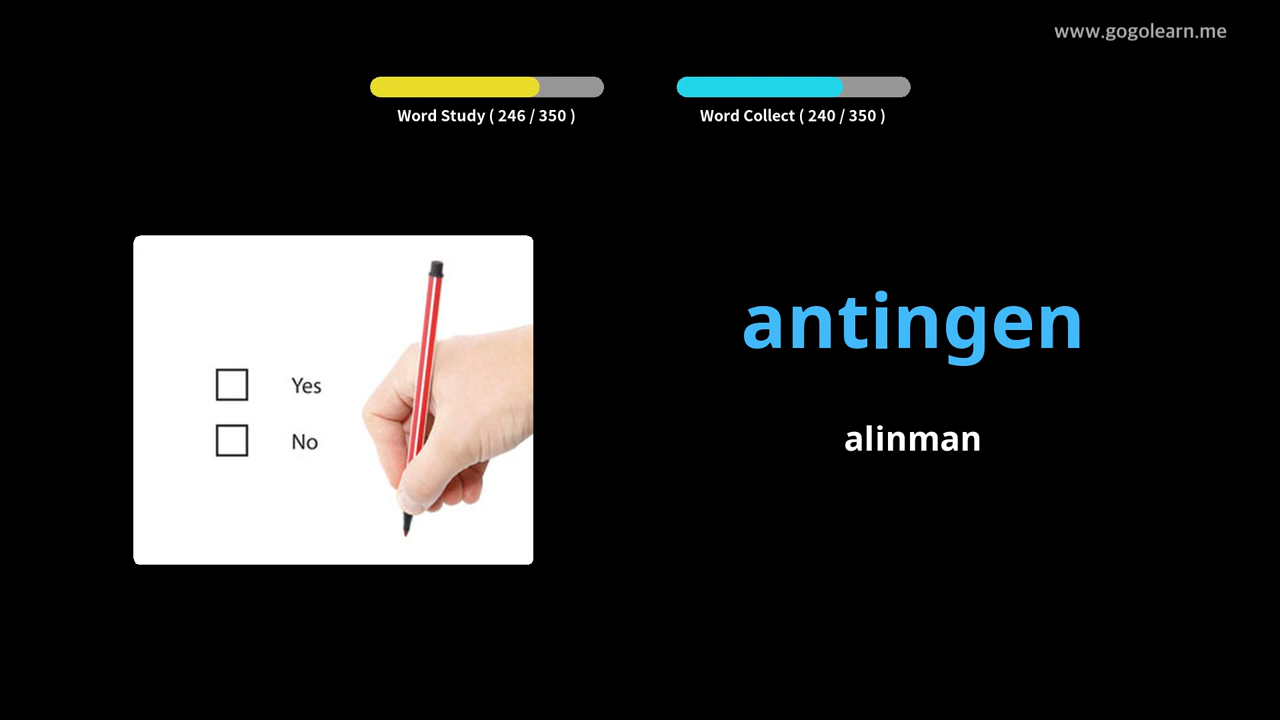 www.gogolearn.me
Word Study ( 246 / 350 )
Word Collect ( 240 / 350 )
antingen
Yes
alinman
No